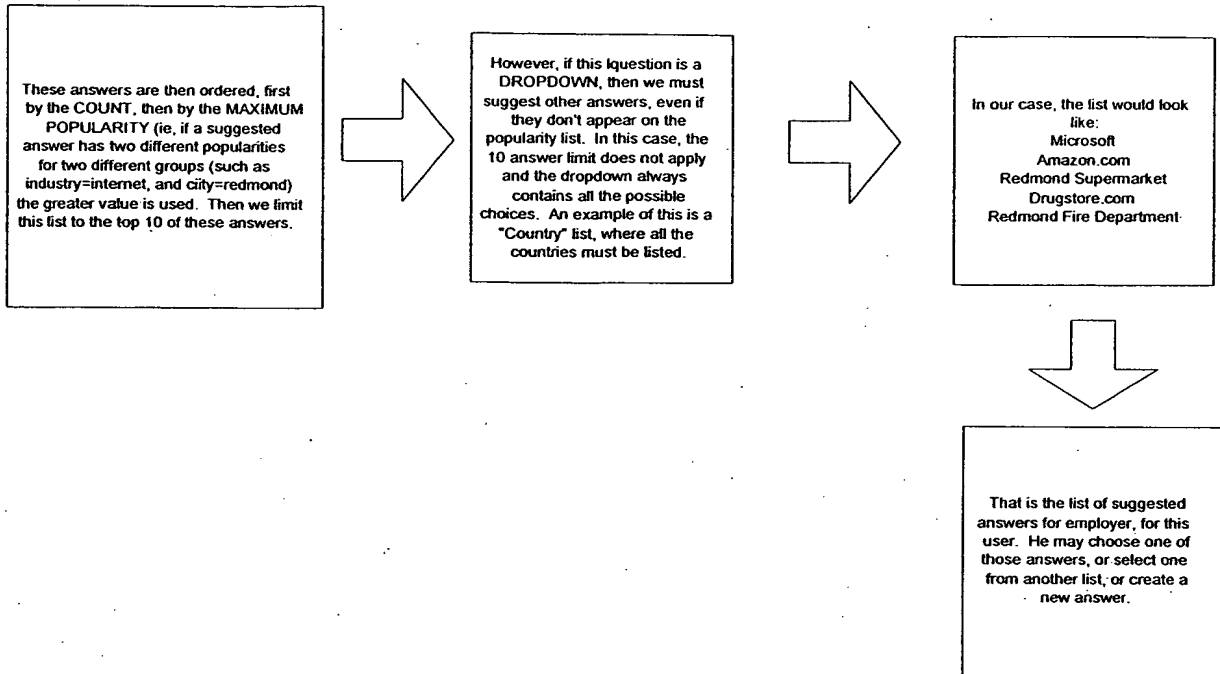 These answers are then ordered, first
by the COUNT, then by the MAXIMUM
POPULARITY (ie, if a suggested
answer has two different popularities
for two different groups (such as
industry=internet, and ciity=redmond)
the greater value is used. Then we limit
this list to the top 10 of these answers.
However, if this lquestion is a
DROPDOWN, then we must
suggest other answers, even if
they don't appear on the
popularity list. In this case, the
10 answer limit does not apply
and the dropdown always
contains all the possible
choices. An example of this is a
"Country" list, where all the
countries must be listed.
In our case, the list would look
like:
Microsoft
Amazon.com
Redmond Supermarket
Drugstore.com
Redmond Fire Department
That is the list of suggested
answers for employer, for this
user. He may choose one of
those answers, or select one
from another list, or create a
new answer.